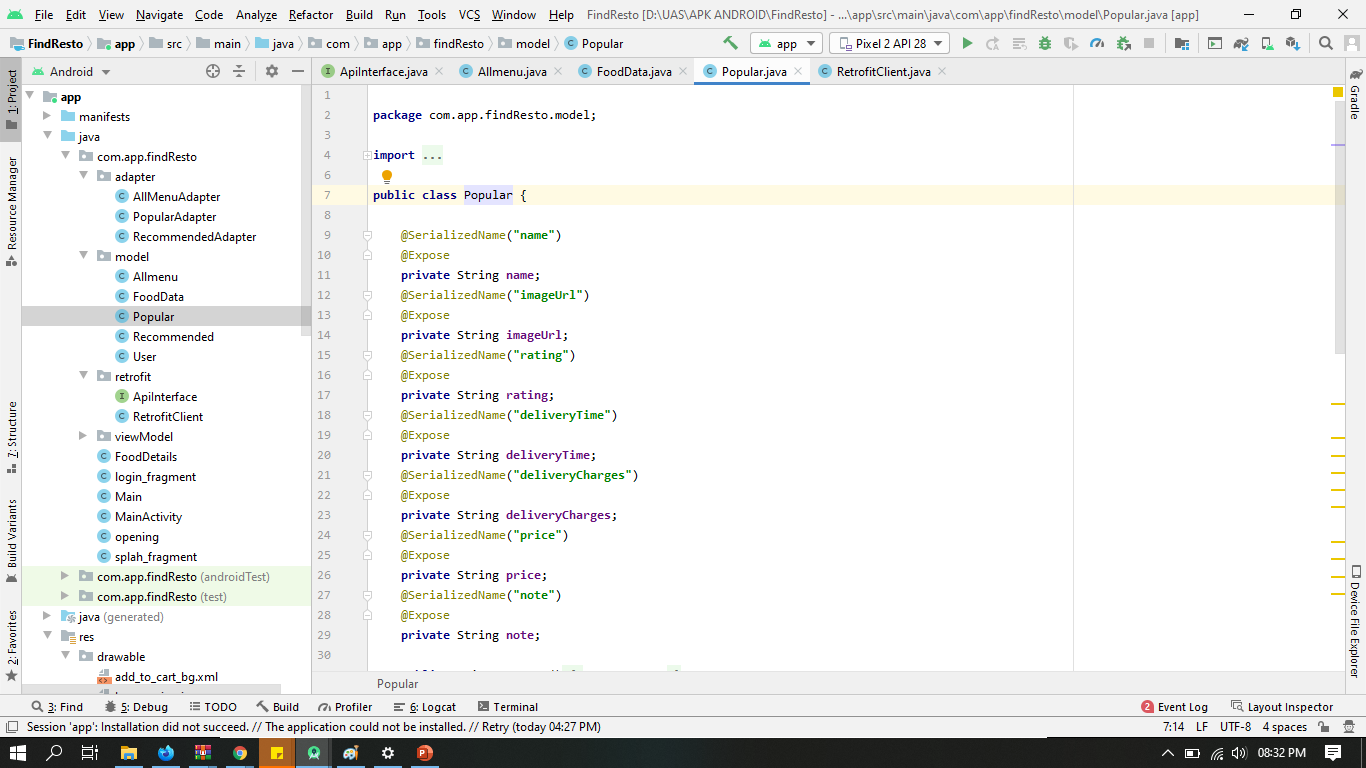 File Edit View Navigate Code Analyze Refactor Build Run Tools VCS Window Help FindResto [D:\UAS\APK ANDROID\FindResto] - ...\app\src\main\java\com\app\findResto\model\Popular.java [app]
FindResto app src main java com app findResto model Popular app Pixel 2 API 28
1: Project
Resource Manager
7: Structure
Build Variants
2: Favorites
Android
app
manifests
java
com.app.findResto
adapter
AllMenuAdapter
PopularAdapter
RecommendedAdapter
model
Allmenu
FoodData
Popular
Recommended
User
retrofit
ApiInterface
RetrofitClient
viewModel
FoodDetails
login_fragment
Main
MainActivity
opening
splah_fragment
com.app.findResto (androidTest)
com.app.findResto (test)
java (generated)
res
drawable
add_to_cart_bg.xml
ApiInterface.java Allmenu.java FoodData.java Popular.java RetrofitClient.java
1
2 package com.app.findResto.model;
3
4 import ...
6
7 public class Popular {
8
9 @SerializedName("name")
10 @Expose
11 private String name;
12 @SerializedName("imageUrl")
13 @Expose
14 private String imageUrl;
15 @SerializedName("rating")
16 @Expose
17 private String rating;
18 @SerializedName("deliveryTime")
19 @Expose
20 private String deliveryTime;
21 @SerializedName("deliveryCharges")
22 @Expose
23 private String deliveryCharges;
24 @SerializedName("price")
25 @Expose
26 private String price;
27 @SerializedName("note")
28 @Expose
29 private String note;
30
Popular
Gradle
Device File Explorer
3: Find 5: Debug TODO Build Profiler 6: Logcat Terminal 2 Event Log Layout Inspector
Session 'app': Installation did not succeed. // The application could not be installed. // Retry (today 04:27 PM) 7:14 LF UTF-8 4 spaces
08:32 PM